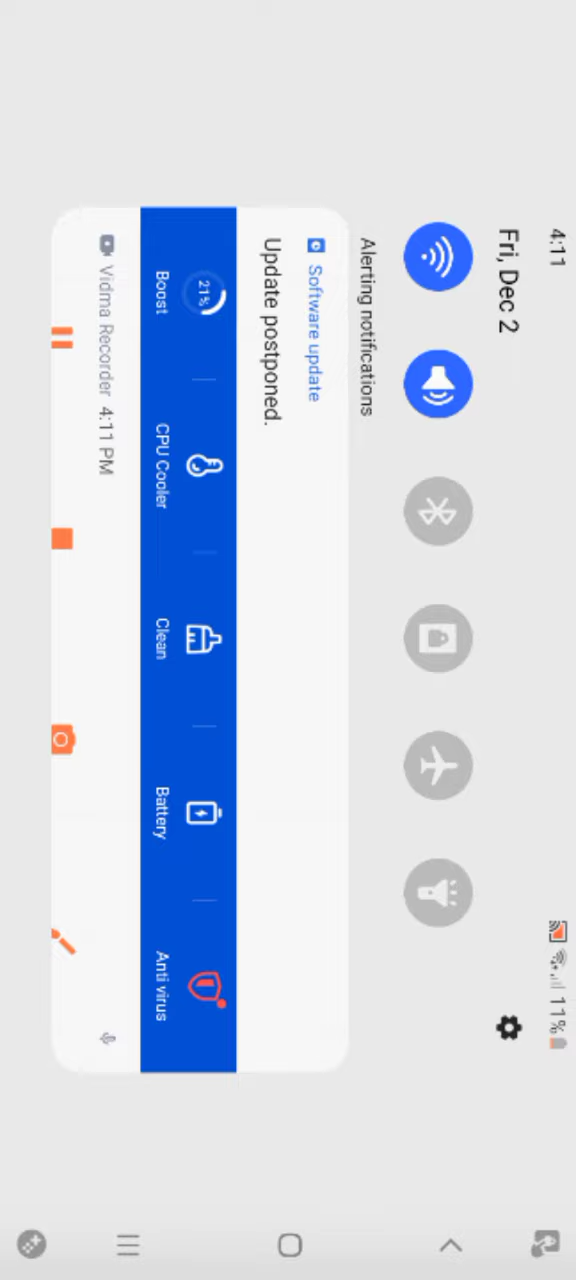 4:11
11%
Fri, Dec 2
Alerting notifications
Software update
Update postponed.
21%
Boost
CPU Cooler
Clean
Battery
Anti virus
Vidma Recorder 4:11 PM